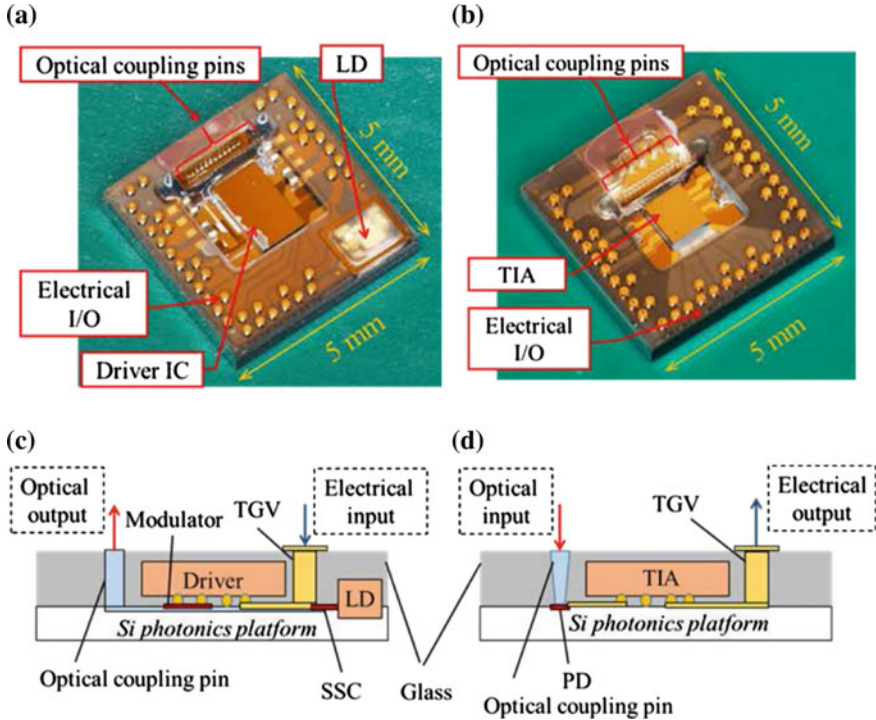 (a)
Optical coupling pins
LD
5 mm
Electrical
I/O
Driver IC
5 mm
(b)
Optical coupling pins
5 mm
TIA
Electrical
I/O
5 mm
(c)
Optical
output
Modulator
TGV
Electrical
input
Driver
LD
Si photonics platform
Optical coupling pin
SSC
Glass
(d)
Optical
input
TGV
Electrical
output
TIA
Si photonics platform
PD
Optical coupling pin